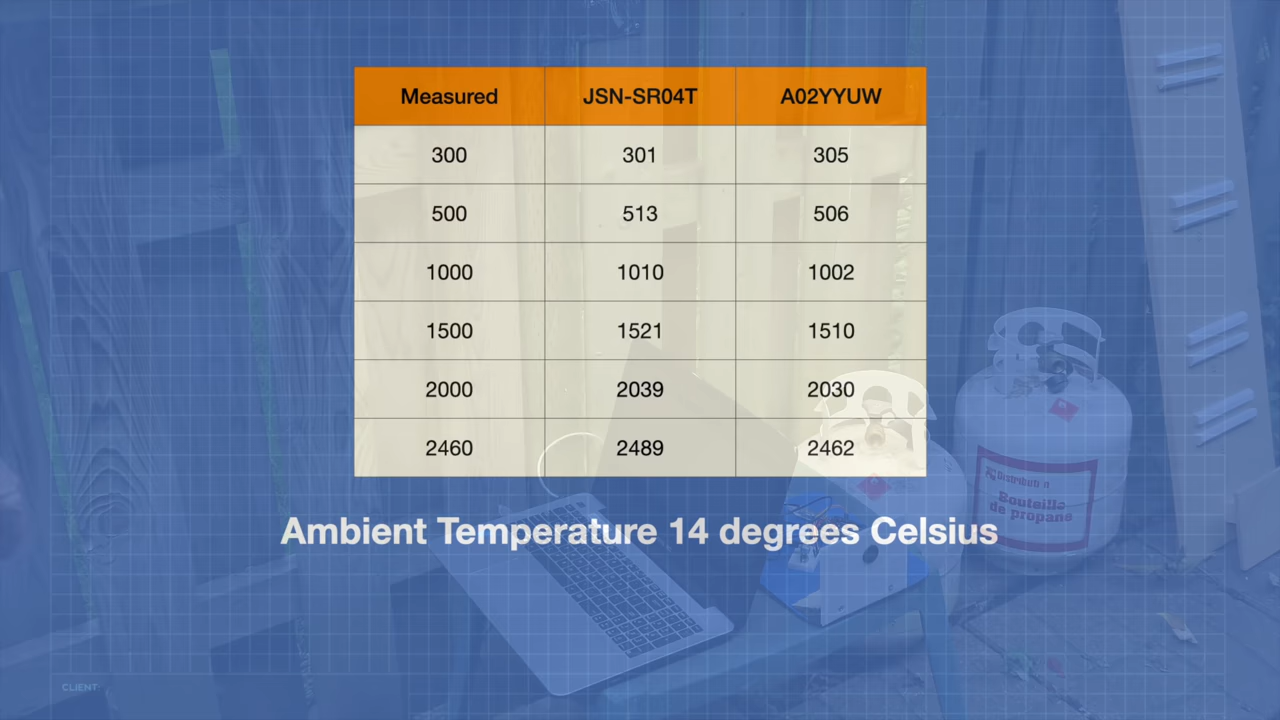 Measured JSN-SR04T A02YYUW
300 301 305
500 513 506
1000 1010 1002
1500 1521 1510
2000 2039 2030
2460 2489 2462
Ambient Temperature 14 degrees Celsius
Bouteille
de propane
CLIENT